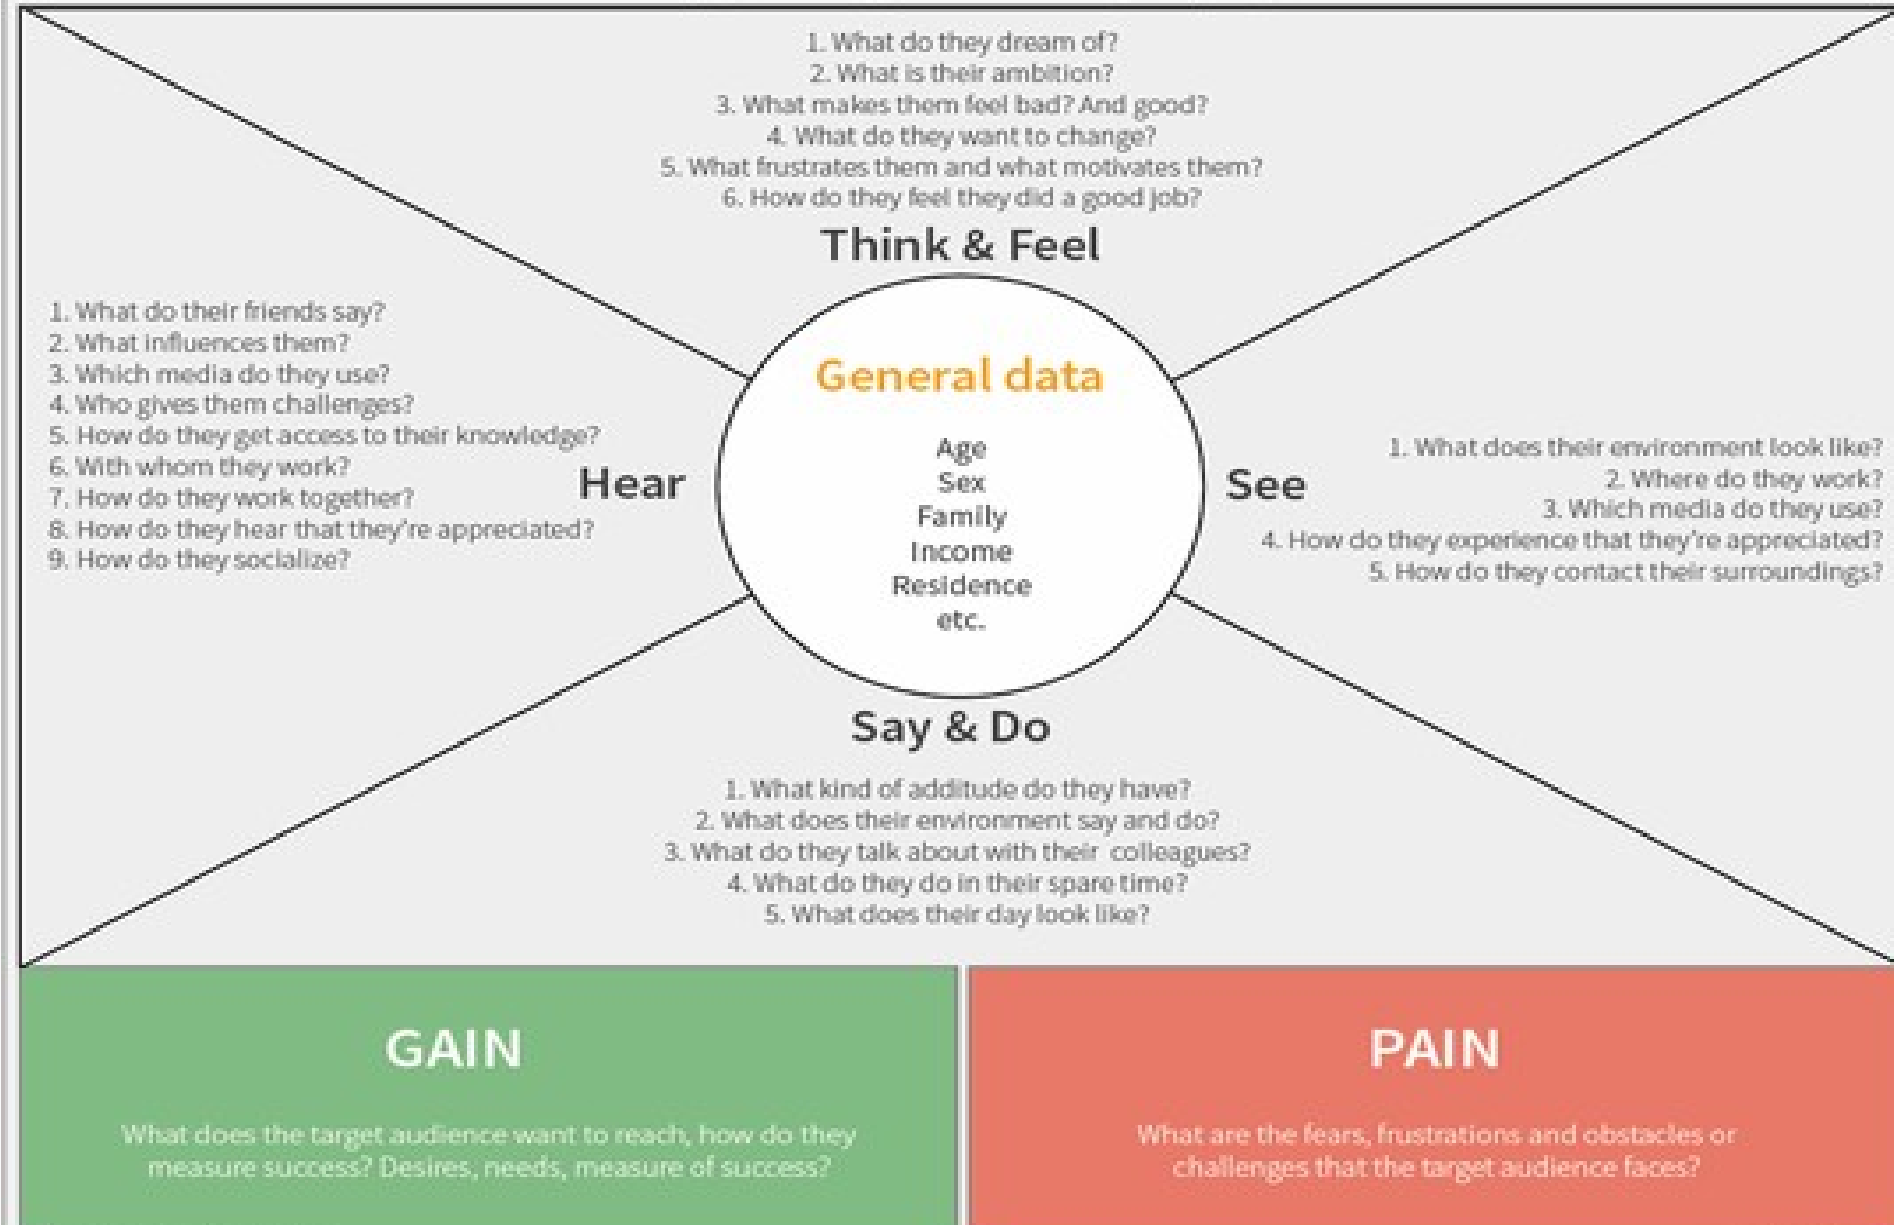 1. What do they dream of?
2. What is their ambition?
3. What makes them feel bad? And good?
4. What do they want to change?
5. What frustrates them and what motivates them?
6. How do they feel they did a good job?
Think & Feel
1. What do their friends say?
2. What influences them?
3. Which media do they use?
4. Who gives them challenges?
5. How do they get access to their knowledge?
6. With whom they work?
7. How do they work together?
8. How do they hear that they're appreciated?
9. How do they socialize?
Hear
General data
Age
Sex
Family
Income
Residence
etc.
See
1. What does their environment look like?
2. Where do they work?
3. Which media do they use?
4. How do they experience that they're appreciated?
5. How do they contact their surroundings?
Say & Do
1. What kind of additude do they have?
2. What does their environment say and do?
3. What do they talk about with their colleagues?
4. What do they do in their spare time?
5. What does their day look like?
GAIN
What does the target audience want to reach, how do they
measure success? Desires, needs, measure of success?
PAIN
What are the fears, frustrations and obstacles or
challenges that the target audience faces?